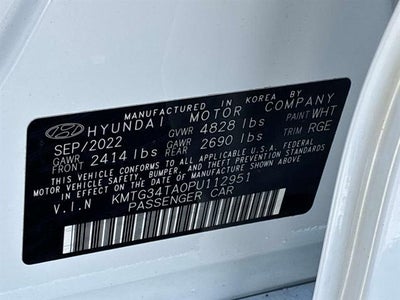 MANUFACTURED IN KOREA BY
HYUNDAI MOTOR COMPANY
SEP/2022 GVWR 4828 lbs PAINT WHT
GAWR FRONT 2414 lbs GAWR REAR 2690 lbs TRIM RGE
THIS VEHICLE CONFORMS TO ALL APPLICABLE U.S.A. FEDERAL
MOTOR VEHICLE SAFETY, BUMPER, AND THEFT PREVENTION STANDARDS
IN EFFECT ON THE DATE OF MANUFACTURE SHOWN ABOVE.
V.I.N KMTG34TA0PU112951
PASSENGER CAR